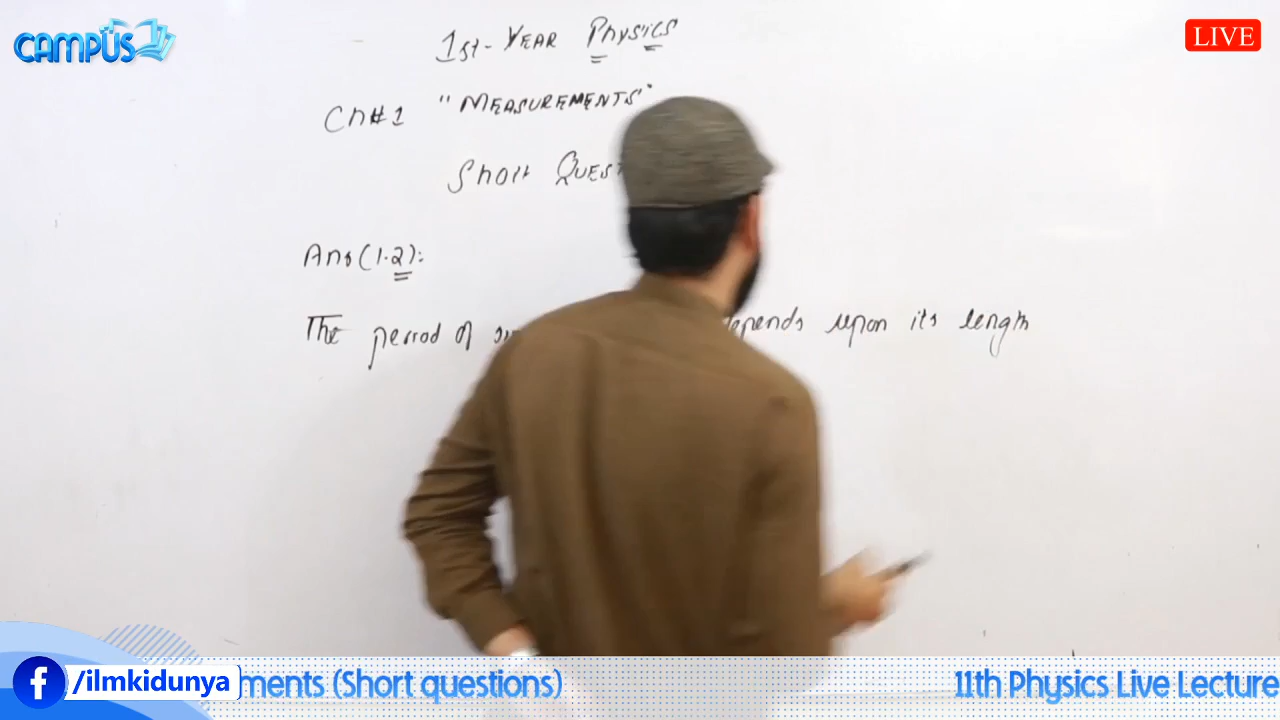 CAMPUS
LIVE
1st-YEAR Physics
Ch#1 "MEASUREMENTS"
Short QUEST
Ans(1.2):
The period of depends upon its length
/ilmkidunya
ments (Short questions)
11th Physics Live Lecture